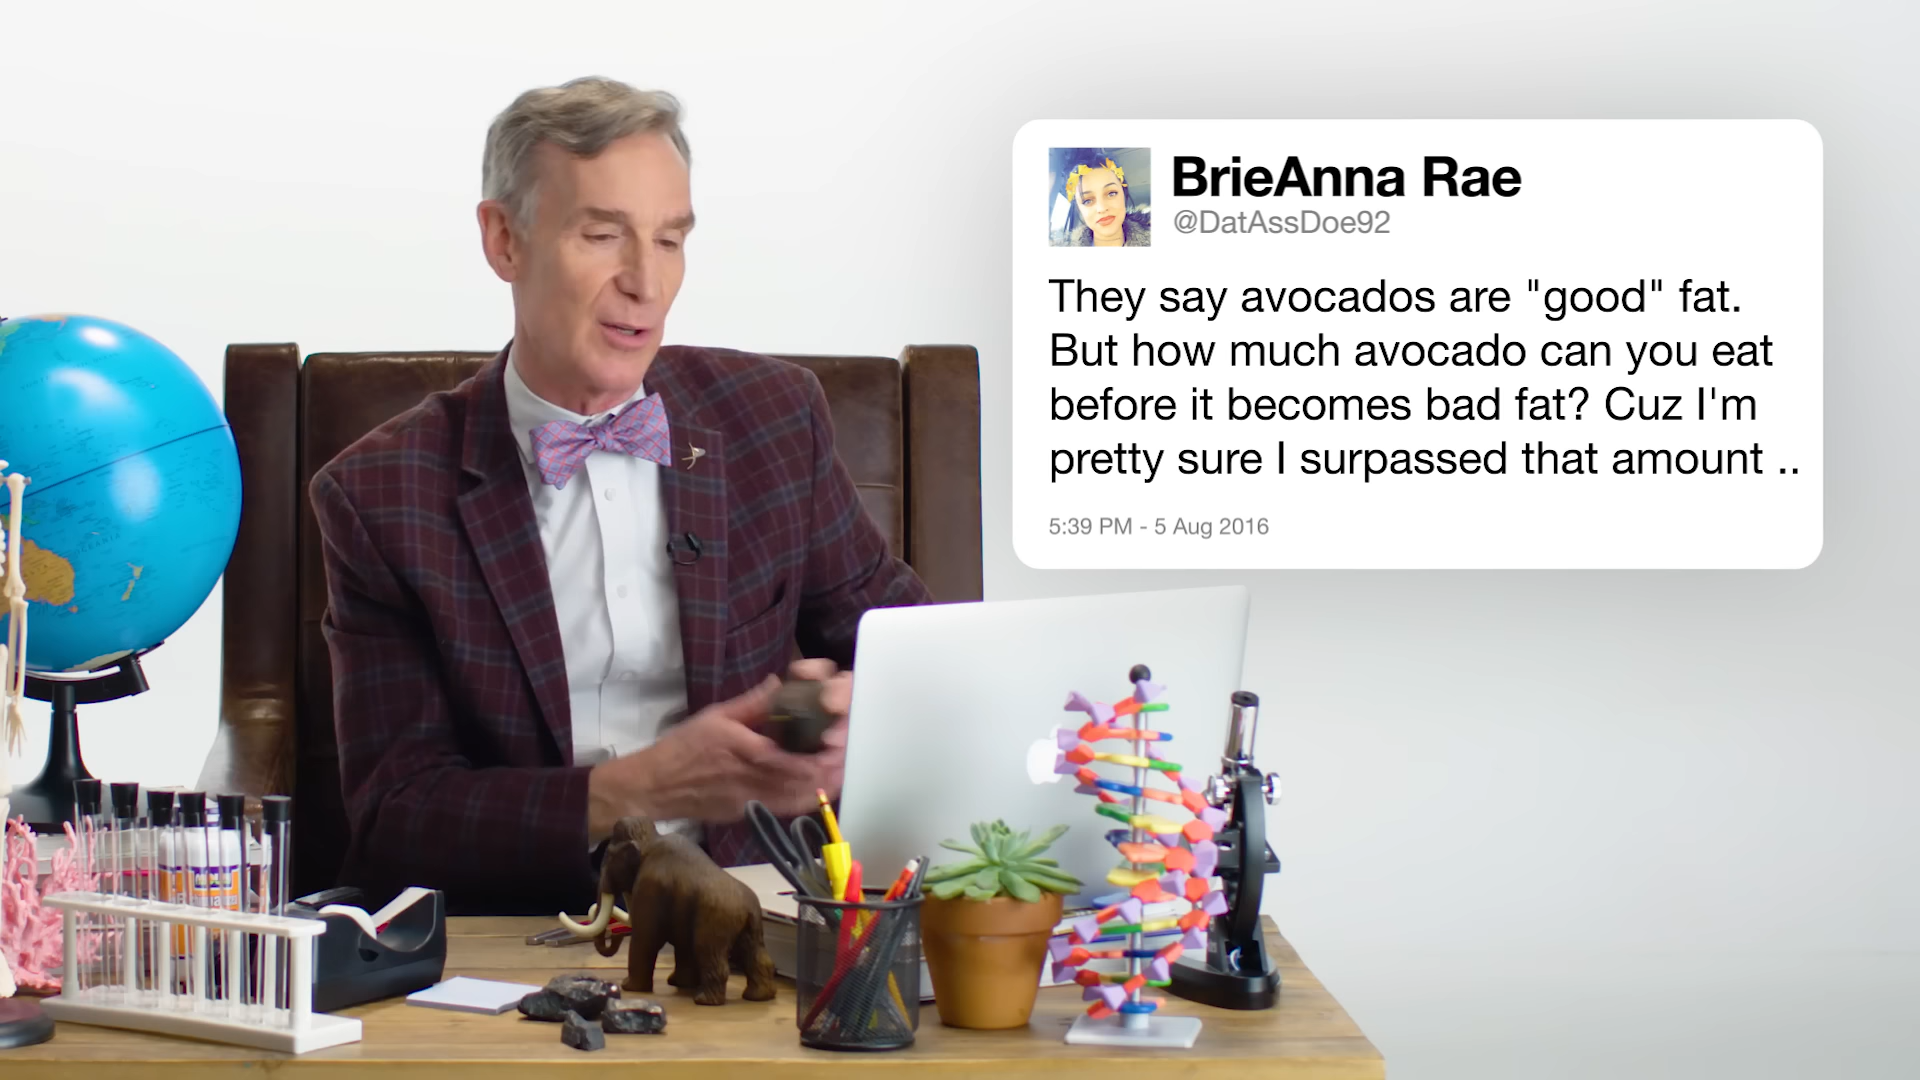 BrieAnna Rae
@DatAssDoe92
They say avocados are "good" fat.
But how much avocado can you eat
before it becomes bad fat? Cuz I'm
pretty sure I surpassed that amount ..
5:39 PM - 5 Aug 2016